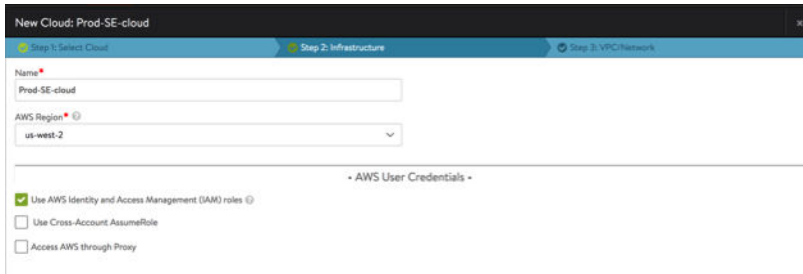 New Cloud: Prod-SE-cloud
Step 1: Select Cloud
Step 2: Infrastructure
Step 3: VPC/Network
Name*
Prod-SE-cloud
AWS Region*
us-west-2
- AWS User Credentials -
Use AWS Identity and Access Management (IAM) roles
Use Cross-Account AssumeRole
Access AWS through Proxy